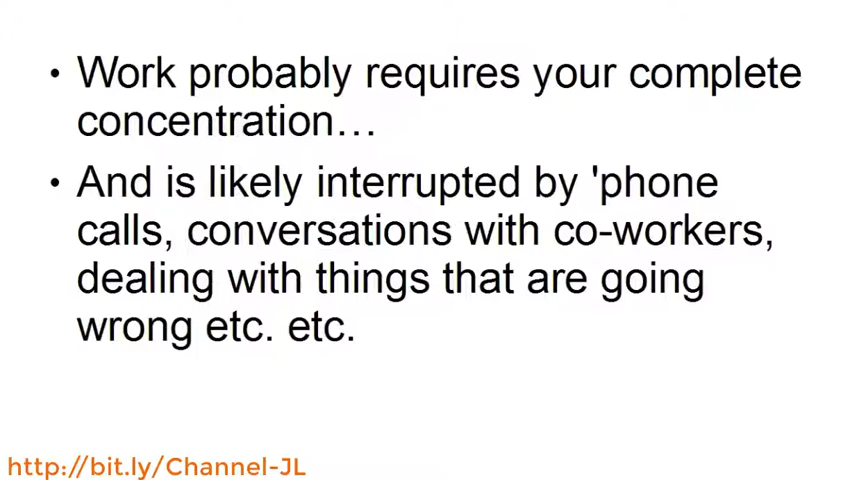 • Work probably requires your complete
concentration…
• And is likely interrupted by 'phone
calls, conversations with co-workers,
dealing with things that are going
wrong etc. etc.
http://bit.ly/Channel-JL